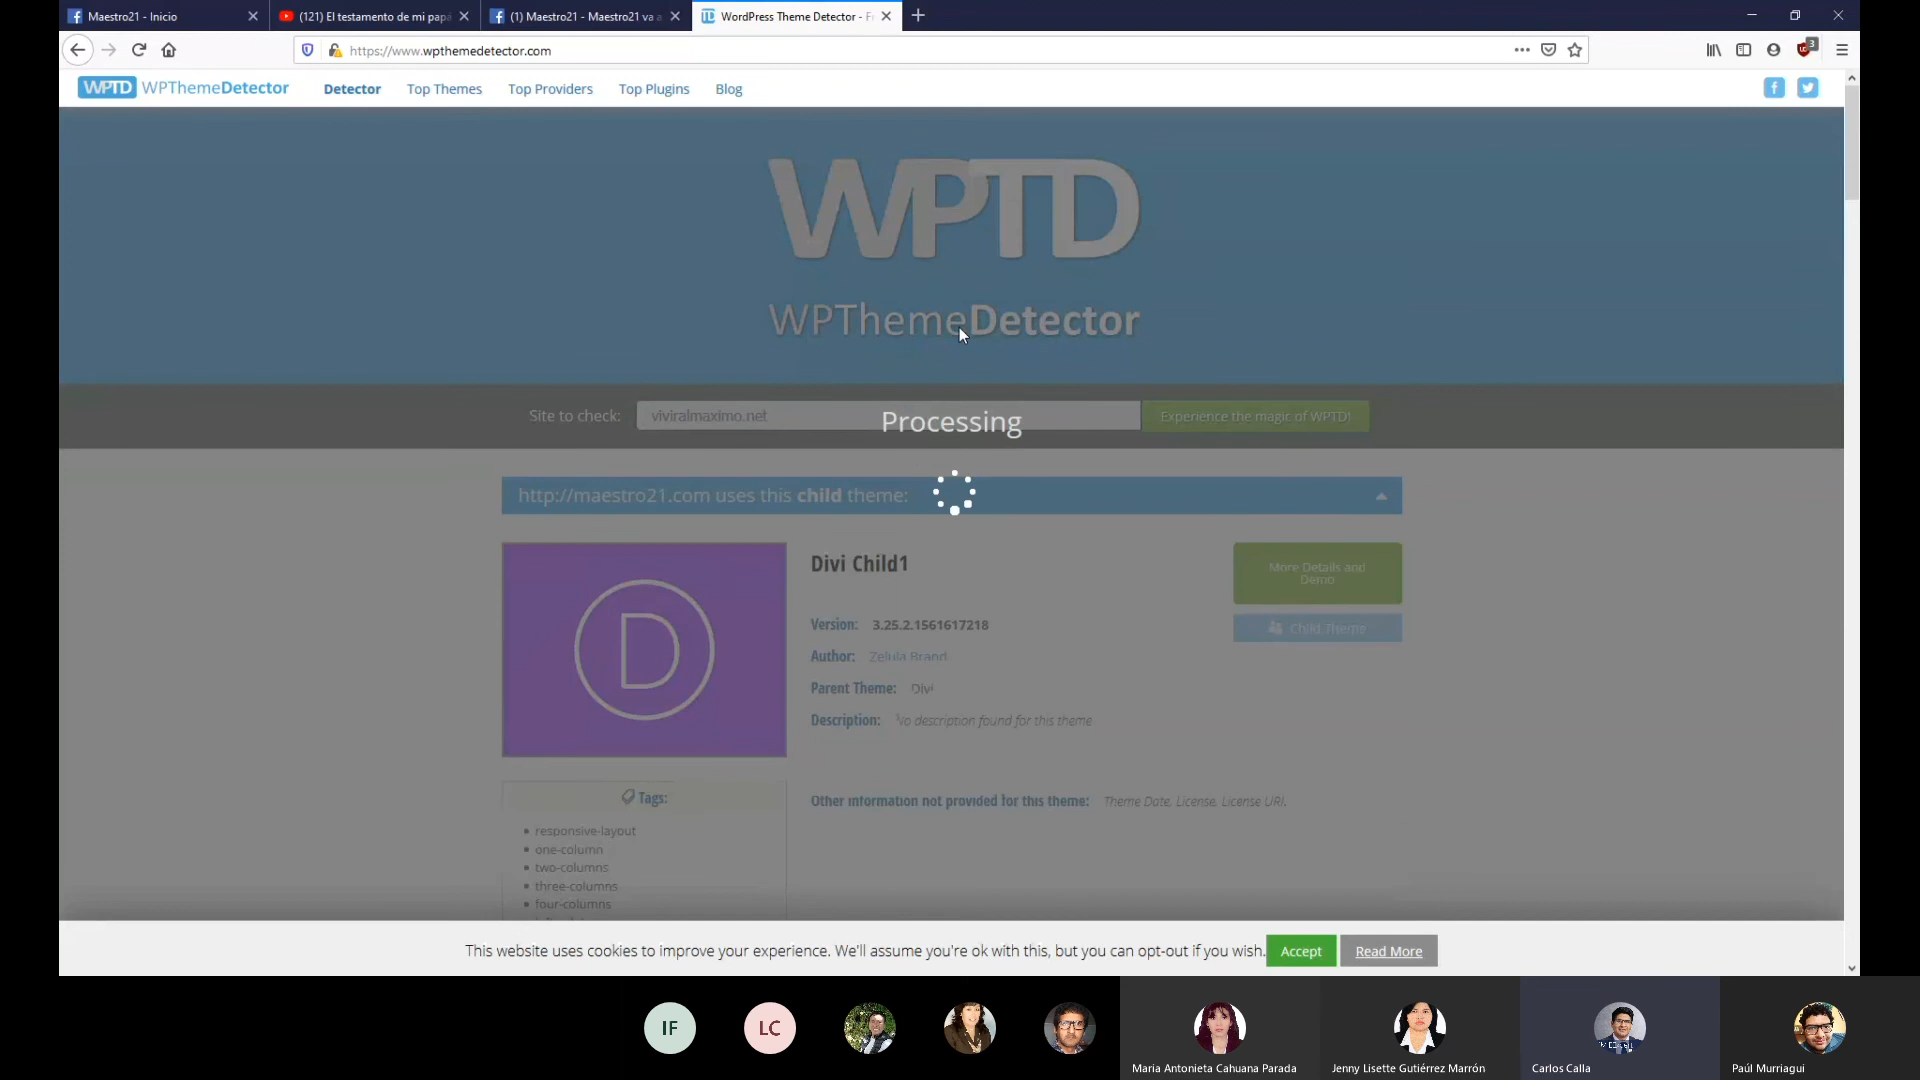 Maestro21 - Inicio
(121) El testamento de mi papá
(1) Maestro21 - Maestro21 va a
WordPress Theme Detector - Fr
https://www.wpthemedetector.com
3
WPTD WPThemeDetector
Detector
Top Themes
Top Providers
Top Plugins
Blog
WPTD
WPThemeDetector
Site to check:
viviralmaximo.net
Experience the magic of WPTD!
Processing
http://maestro21.com uses this child theme:
D
Divi Child1
More Details and
Demo
Child Theme
Version: 3.25.2.1561617218
Author: Zelula Brand
Parent Theme: Divi
Description: No description found for this theme
Tags:
responsive-layout
one-column
two-columns
three-columns
four-columns
Other information not provided for this theme: Theme Date, License, License URI.
This website uses cookies to improve your experience. We'll assume you're ok with this, but you can opt-out if you wish.
Accept
Read More
IF
LC
Maria Antonieta Cahuana Parada
Jenny Lisette Gutiérrez Marrón
Carlos Calla
Paúl Murriagui